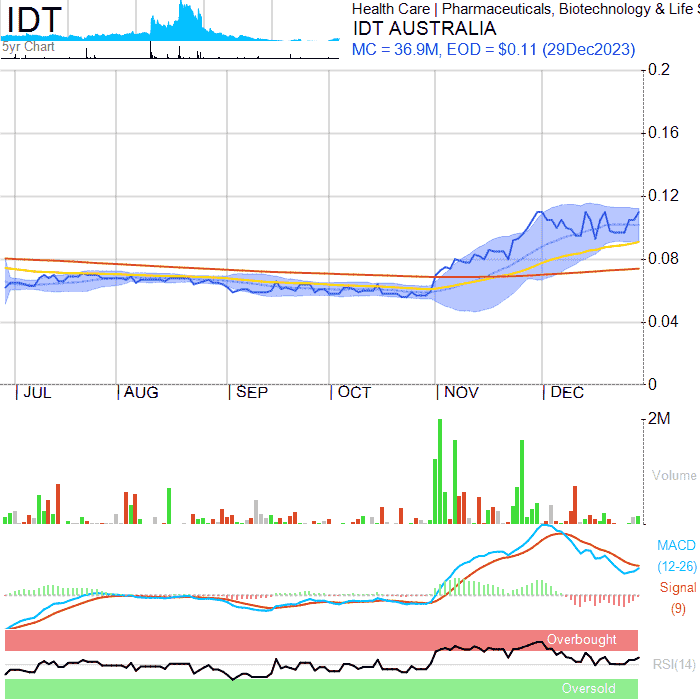 IDT
5yr Chart
Health Care | Pharmaceuticals, Biotechnology & Life S
IDT AUSTRALIA
MC = 36.9M, EOD = $0.11 (29Dec2023)
0.2
0.16
0.12
0.08
0.04
0
JUL AUG SEP OCT NOV DEC
2M
Volume
MACD
(12-26)
Signal
(9)
Overbought
RSI(14)
Oversold